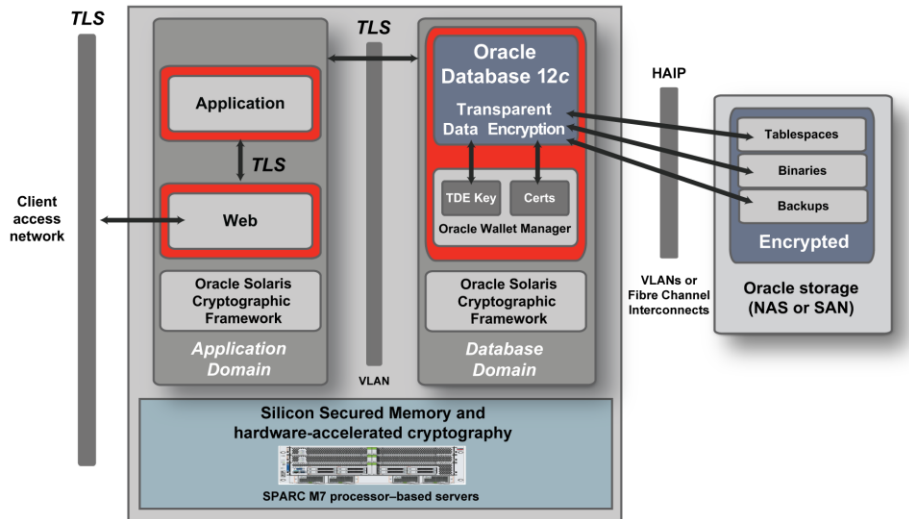 TLS
Client
access
network
Application
TLS
Web
Oracle Solaris
Cryptographic
Framework
Application
Domain
TLS
VLAN
Oracle
Database 12c
Transparent
Data Encryption
TDE Key
Certs
Oracle Wallet Manager
Oracle Solaris
Cryptographic
Framework
Database
Domain
HAIP
VLANs or
Fibre Channel
Interconnects
Tablespaces
Binaries
Backups
Encrypted
Oracle storage
(NAS or SAN)
Silicon Secured Memory and
hardware-accelerated cryptography
SPARC M7 processor–based servers